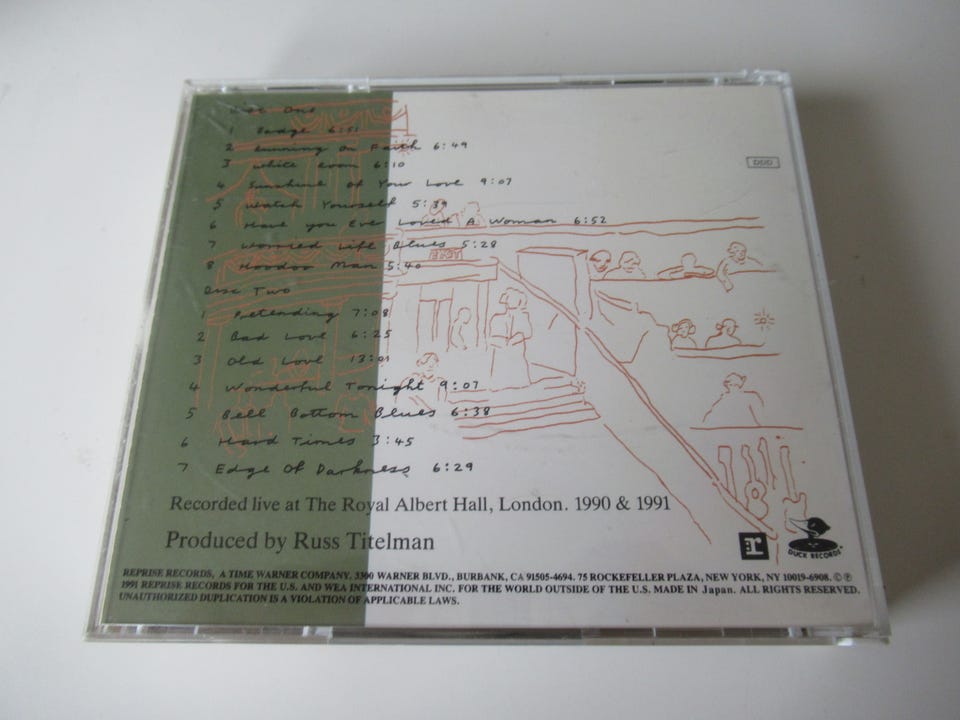 Disc One
1 Badge 6:51
2 Running On Faith 6:49
3 White Room 6:10
4 Sunshine Of Your Love 9:07
5 Watch Yourself 5:39
6 Have you Ever Loved A Woman 6:52
7 Worried Life Blues 5:28
8 Hoodoo Man 5:40
Disc Two
1 Pretending 7:08
2 Bad Love 6:25
3 Old Love 13:01
4 Wonderful Tonight 9:07
5 Bell Bottom Blues 6:38
6 Hard Times 3:45
7 Edge Of Darkness 6:29
DDD
EXIT
Recorded live at The Royal Albert Hall, London. 1990 & 1991
Produced by Russ Titelman
r
DUCK RECORDS
REPRISE RECORDS, A TIME WARNER COMPANY, 3300 WARNER BLVD., BURBANK, CA 91505-4694. 75 ROCKEFELLER PLAZA, NEW YORK, NY 10019-6908. ©℗
1991 REPRISE RECORDS FOR THE U.S. AND WEA INTERNATIONAL INC. FOR THE WORLD OUTSIDE OF THE U.S. MADE IN Japan. ALL RIGHTS RESERVED.
UNAUTHORIZED DUPLICATION IS A VIOLATION OF APPLICABLE LAWS.